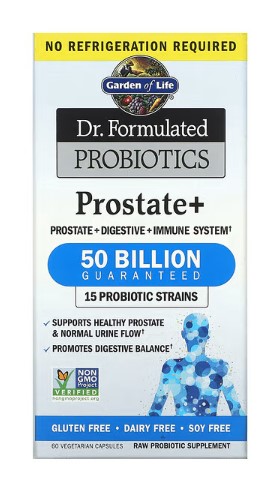 NO REFRIGERATION REQUIRED
Garden of Life
Dr. Formulated
PROBIOTICS
Prostate+
PROSTATE + DIGESTIVE + IMMUNE SYSTEM†
50 BILLION
GUARANTEED
15 PROBIOTIC STRAINS
✓ SUPPORTS HEALTHY PROSTATE
& NORMAL URINE FLOW†
✓ PROMOTES DIGESTIVE BALANCE†
NON
GMO
Project
VERIFIED
nongmoproject.org
GLUTEN FREE • DAIRY FREE • SOY FREE
60 VEGETARIAN CAPSULES RAW PROBIOTIC SUPPLEMENT